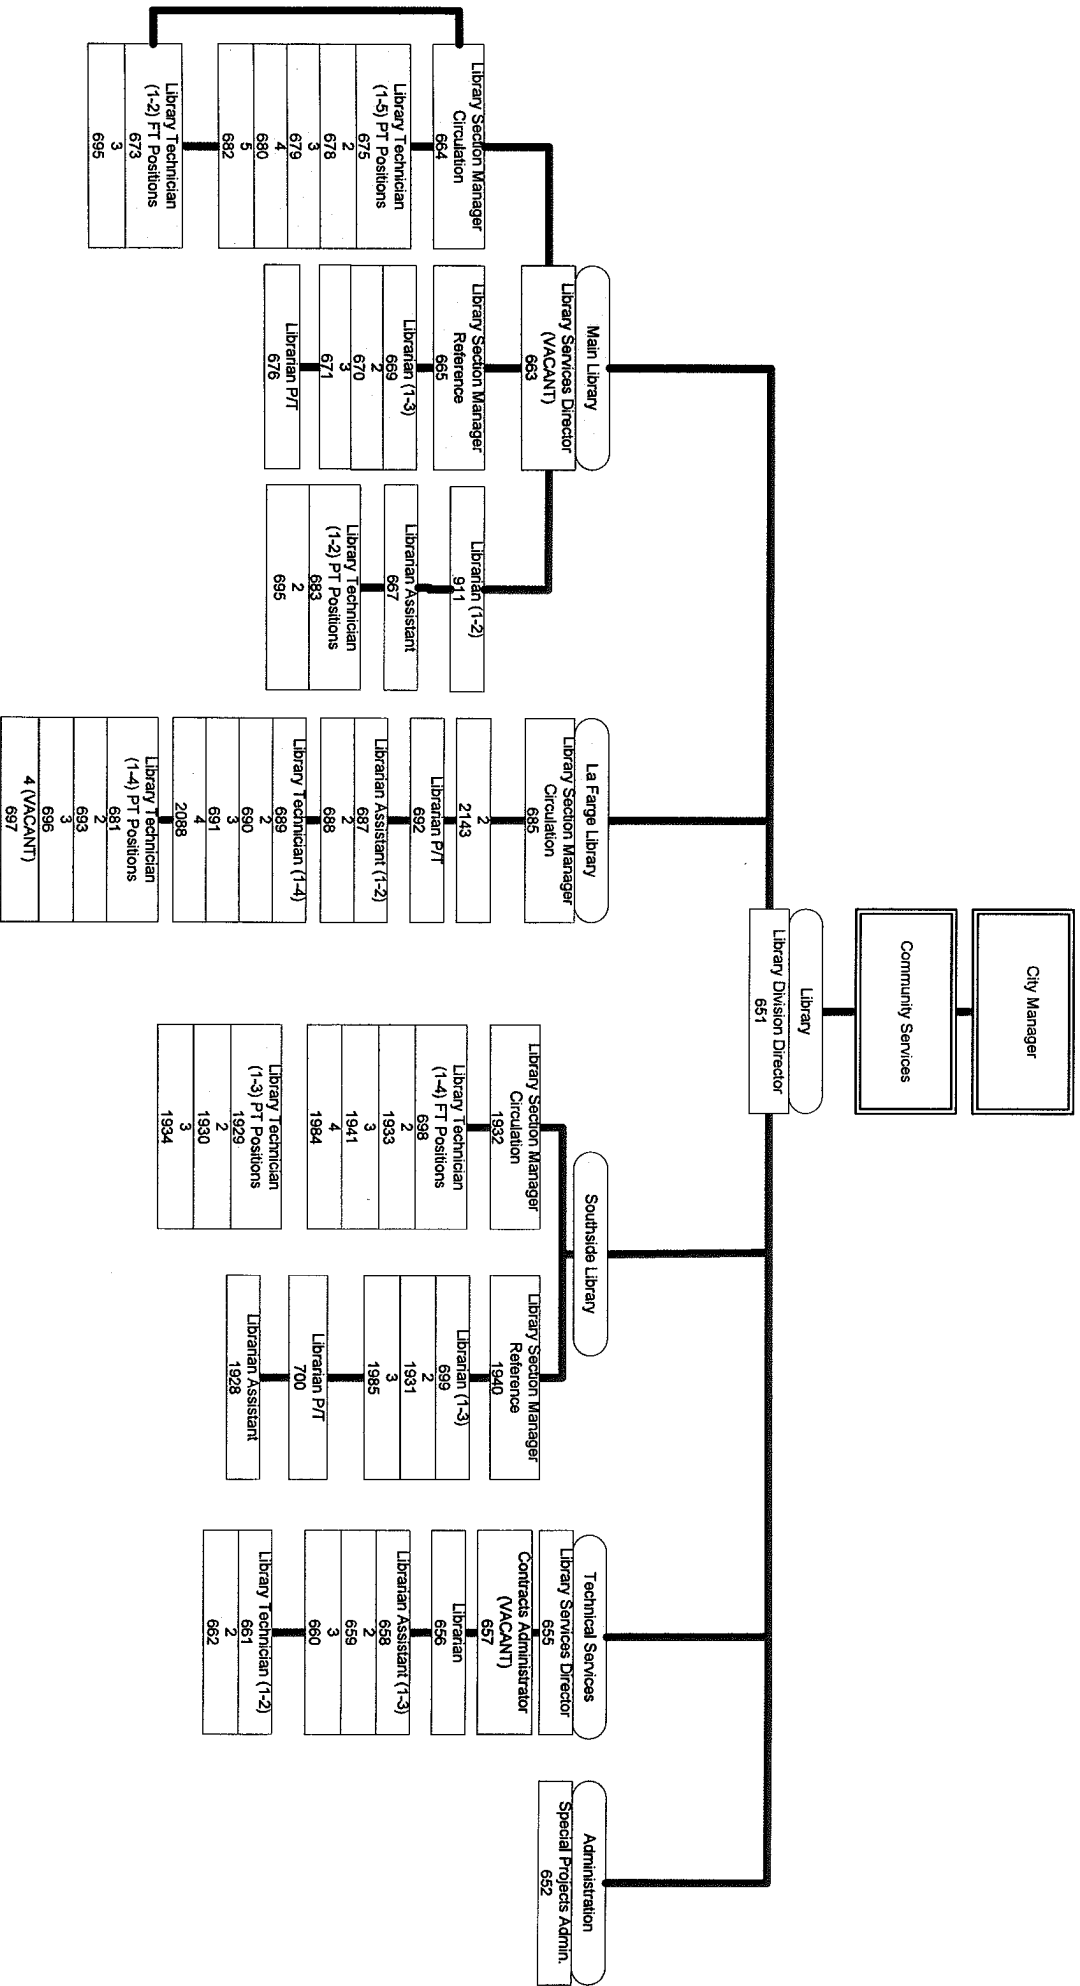 City Manager
Community Services
Library
Library Division Director
651
Main Library
Library Services Director
(VACANT)
663
Library Section Manager
Circulation
664
Library Technician
(1-5) PT Positions
675
2
678
3
679
4
680
5
682
Library Technician
(1-2) FT Positions
673
3
695
Library Section Manager
Reference
665
Librarian (1-3)
669
2
670
3
671
Librarian P/T
676
Librarian (1-2)
911
Librarian Assistant
667
Library Technician
(1-2) PT Positions
683
2
695
La Farge Library
Library Section Manager
Circulation
685
2
2143
Librarian P/T
692
Librarian Assistant (1-2)
687
2
688
Library Technician (1-4)
689
2
690
3
691
4
2088
Library Technician
(1-4) PT Positions
681
2
693
3
696
4 (VACANT)
697
Southside Library
Library Section Manager
Circulation
1932
Library Technician
(1-4) FT Positions
698
2
1933
3
1941
4
1984
Library Technician
(1-3) PT Positions
1929
2
1930
3
1934
Library Section Manager
Reference
1940
Librarian (1-3)
699
2
1931
3
1985
Librarian P/T
700
Librarian Assistant
1928
Technical Services
Library Services Director
655
Contracts Administrator
(VACANT)
657
Librarian
656
Librarian Assistant (1-3)
658
2
659
3
660
Library Technician (1-2)
661
2
662
Administration
Special Projects Admin.
652